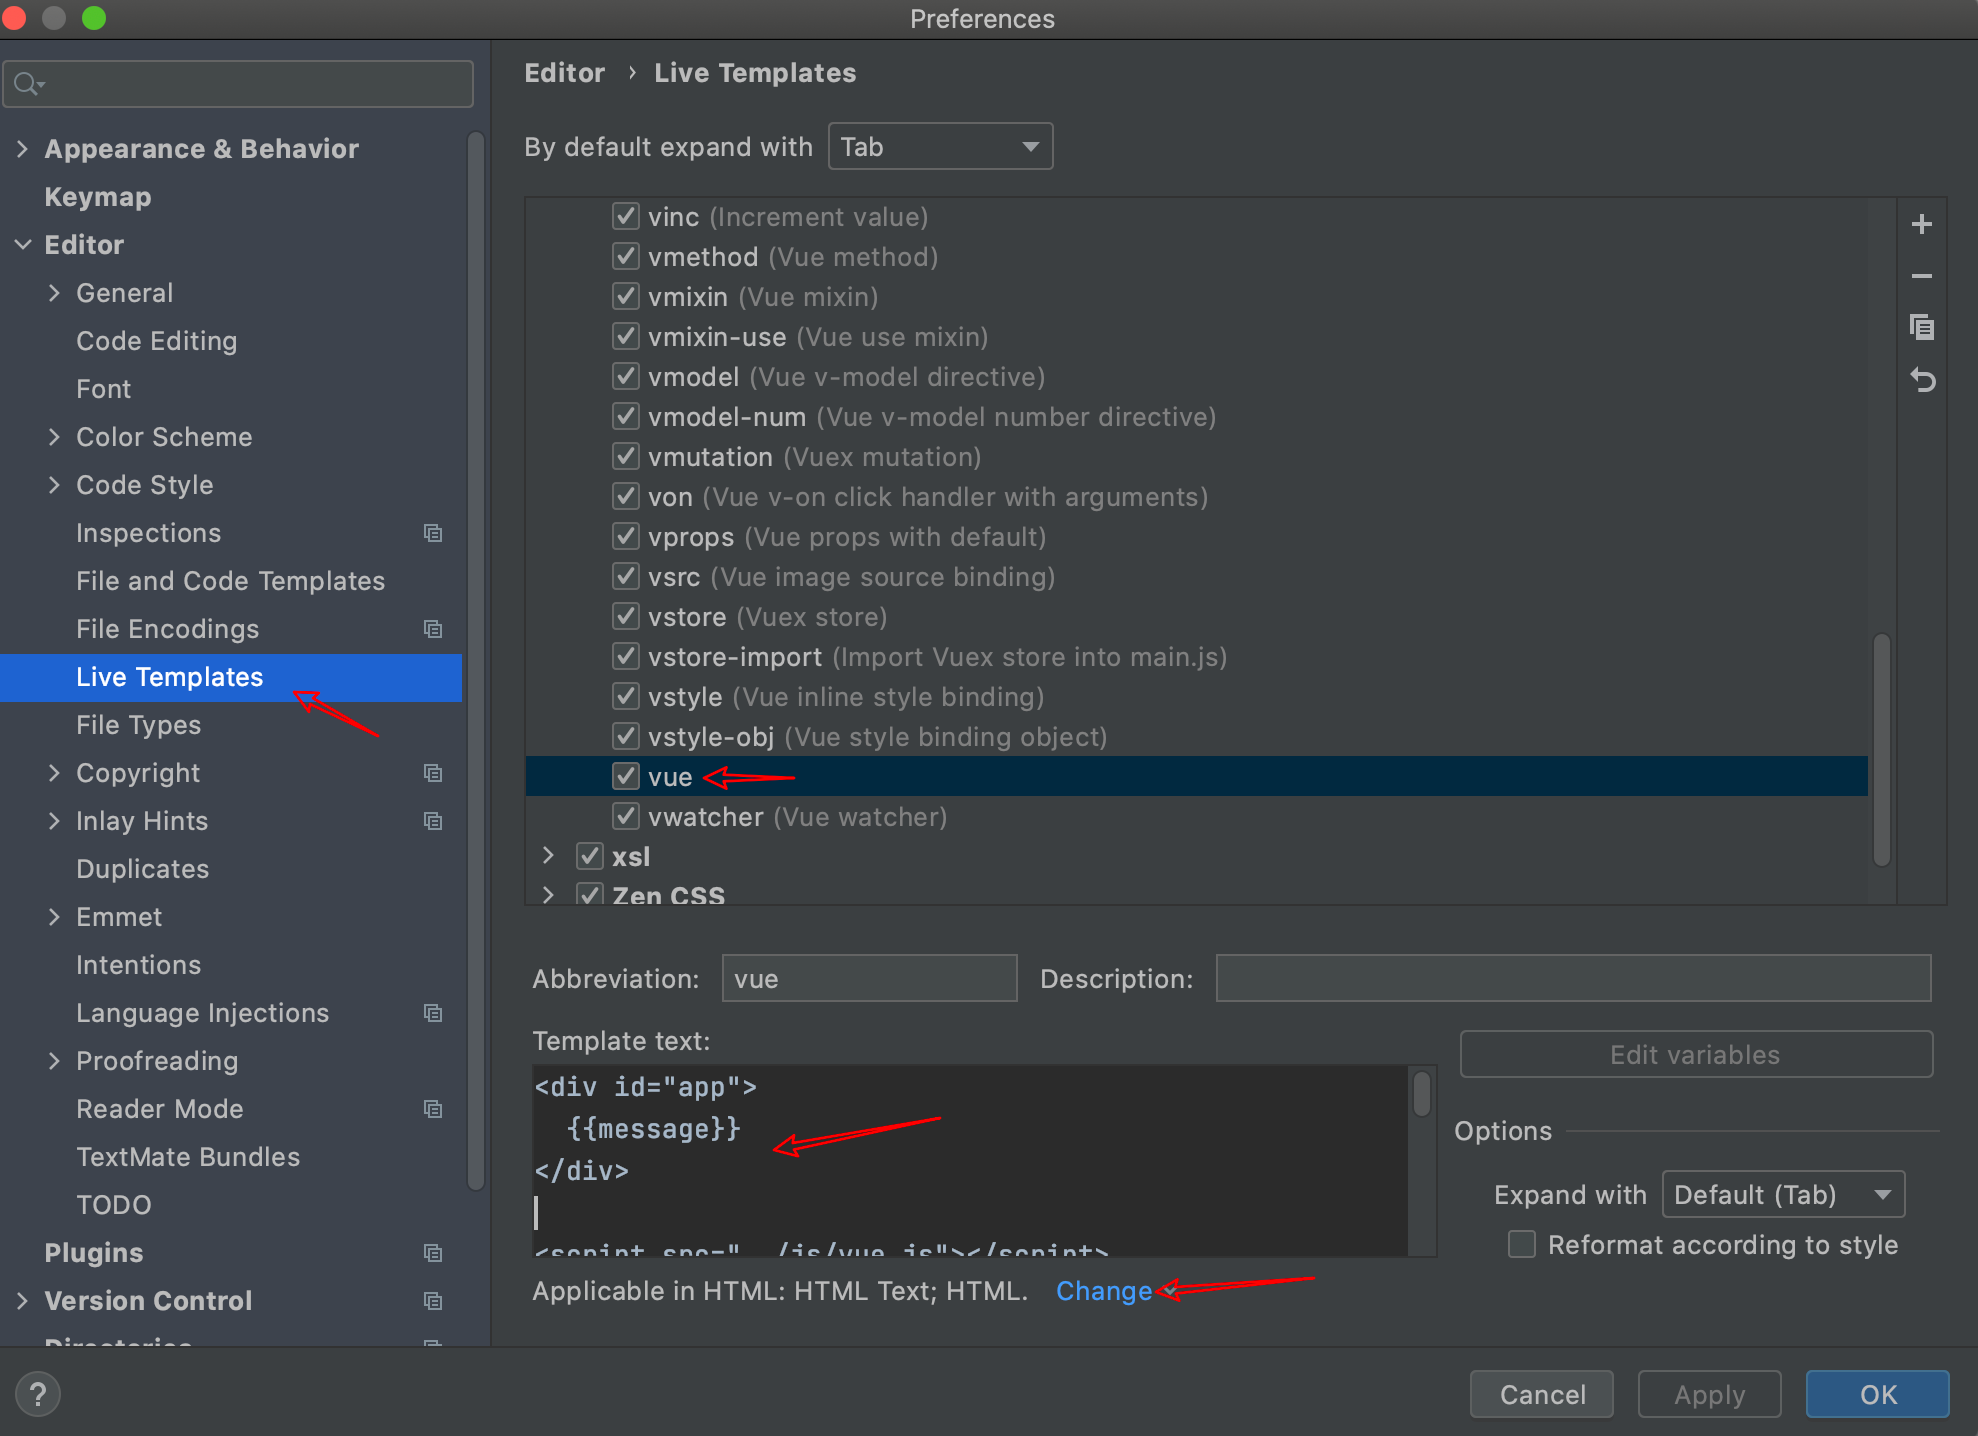 Preferences
Appearance & Behavior
Keymap
Editor
General
Code Editing
Font
Color Scheme
Code Style
Inspections
File and Code Templates
File Encodings
Live Templates
File Types
Copyright
Inlay Hints
Duplicates
Emmet
Intentions
Language Injections
Proofreading
Reader Mode
TextMate Bundles
TODO
Plugins
Version Control
Directories
Editor › Live Templates
By default expand with Tab
vinc (Increment value)
vmethod (Vue method)
vmixin (Vue mixin)
vmixin-use (Vue use mixin)
vmodel (Vue v-model directive)
vmodel-num (Vue v-model number directive)
vmutation (Vuex mutation)
von (Vue v-on click handler with arguments)
vprops (Vue props with default)
vsrc (Vue image source binding)
vstore (Vuex store)
vstore-import (Import Vuex store into main.js)
vstyle (Vue inline style binding)
vstyle-obj (Vue style binding object)
vue
vwatcher (Vue watcher)
xsl
Zen CSS
Abbreviation: vue Description:
Template text:
<div id="app">
{{message}}
</div>
<script src="../js/vue.js"></script>
Edit variables
Options
Expand with Default (Tab)
Reformat according to style
Applicable in HTML: HTML Text; HTML. Change
?
Cancel Apply OK